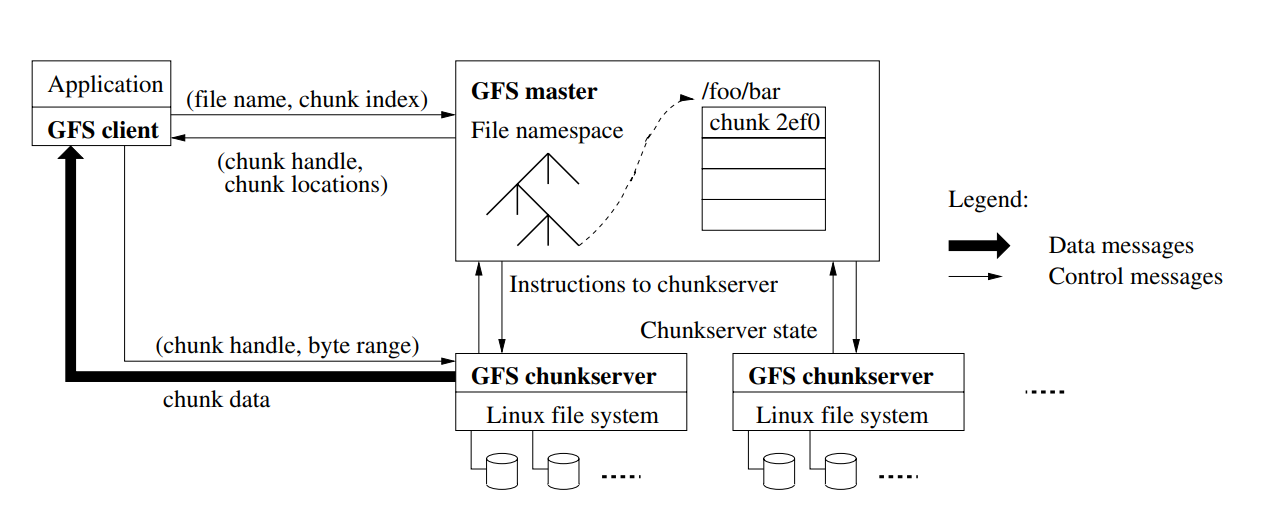 Application
GFS client
(file name, chunk index)
(chunk handle,
chunk locations)
GFS master
File namespace
/foo/bar
chunk 2ef0
Legend:
Data messages
Control messages
Instructions to chunkserver
Chunkserver state
(chunk handle, byte range)
chunk data
GFS chunkserver
Linux file system
GFS chunkserver
Linux file system